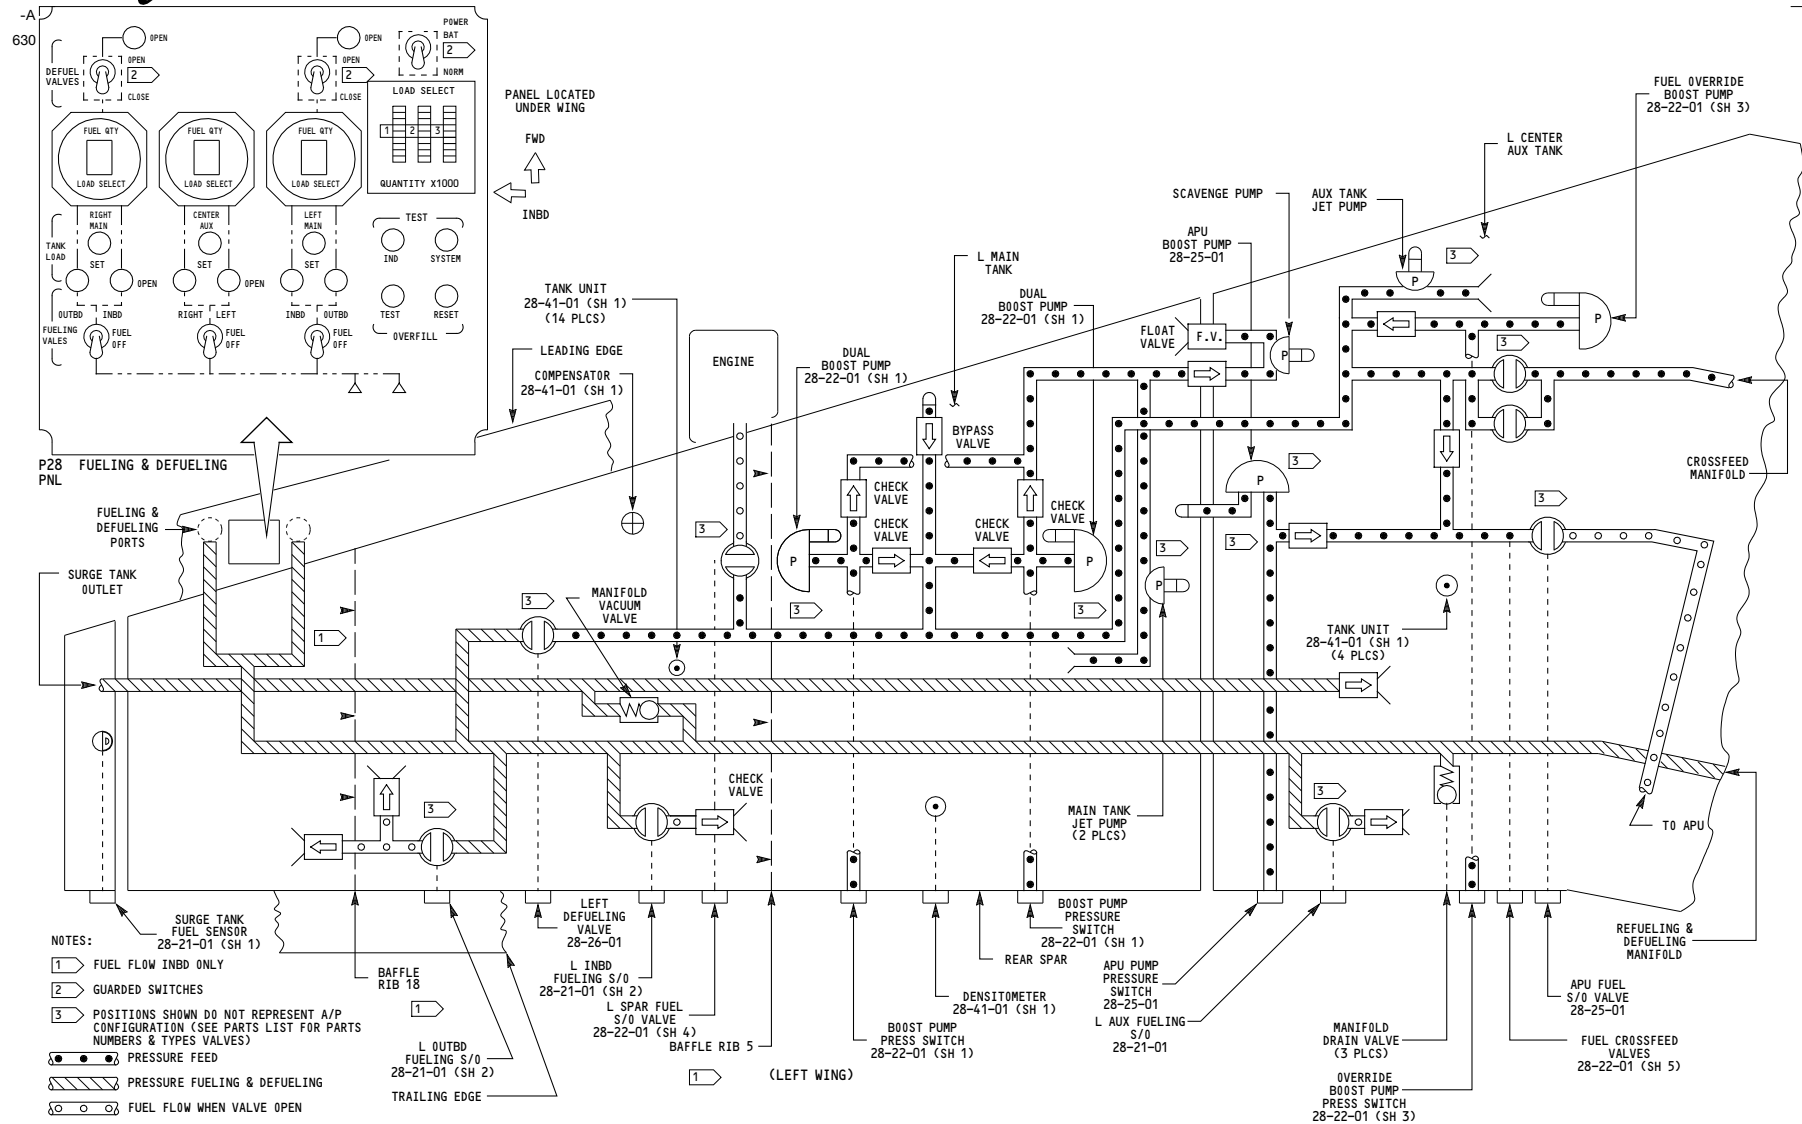 -A
630
OPEN
OPEN
2
CLOSE
DEFUEL
VALVES
OPEN
OPEN
2
CLOSE
POWER
BAT
2
NORM
LOAD SELECT
1 2 3
QUANTITY X1000
FUEL QTY
LOAD SELECT
FUEL QTY
LOAD SELECT
FUEL QTY
LOAD SELECT
TANK
LOAD
RIGHT
MAIN
SET
OPEN
CENTER
AUX
SET
OPEN
LEFT
MAIN
SET
TEST
IND
SYSTEM
TEST
RESET
OVERFILL
FUELING
VALES
OUTBD INBD
FUEL
OFF
RIGHT LEFT
FUEL
OFF
INBD OUTBD
FUEL
OFF
P28 FUELING & DEFUELING
PNL
PANEL LOCATED
UNDER WING
FWD
INBD
LEADING EDGE
COMPENSATOR
28-41-01 (SH 1)
TANK UNIT
28-41-01 (SH 1)
(14 PLCS)
ENGINE
DUAL
BOOST PUMP
28-22-01 (SH 1)
L MAIN
TANK
DUAL
BOOST PUMP
28-22-01 (SH 1)
APU
BOOST PUMP
28-25-01
SCAVENGE PUMP
AUX TANK
JET PUMP
L CENTER
AUX TANK
FUEL OVERRIDE
BOOST PUMP
28-22-01 (SH 3)
FLOAT
VALVE
F.V.
P
P
3
P
3
BYPASS
VALVE
CHECK
VALVE
CHECK
VALVE
CHECK
VALVE
CHECK
VALVE
P
P
3
3
3
P
3
P
3
3
3
CROSSFEED
MANIFOLD
FUELING &
DEFUELING
PORTS
SURGE TANK
OUTLET
1
3
MANIFOLD
VACUUM
VALVE
TANK UNIT
28-41-01 (SH 1)
(4 PLCS)
D
3
CHECK
VALVE
MAIN TANK
JET PUMP
(2 PLCS)
3
TO APU
REFUELING &
DEFUELING
MANIFOLD
SURGE TANK
FUEL SENSOR
28-21-01 (SH 1)
BAFFLE
RIB 18
1
L OUTBD
FUELING S/O
28-21-01 (SH 2)
TRAILING EDGE
LEFT
DEFUELING
VALVE
28-26-01
L INBD
FUELING S/O
28-21-01 (SH 2)
L SPAR FUEL
S/O VALVE
28-22-01 (SH 4)
BAFFLE RIB 5
1
(LEFT WING)
BOOST PUMP
PRESS SWITCH
28-22-01 (SH 1)
DENSITOMETER
28-41-01 (SH 1)
REAR SPAR
BOOST PUMP
PRESSURE
SWITCH
28-22-01 (SH 1)
APU PUMP
PRESSURE
SWITCH
28-25-01
L AUX FUELING
S/O
28-21-01
MANIFOLD
DRAIN VALVE
(3 PLCS)
OVERRIDE
BOOST PUMP
PRESS SWITCH
28-22-01 (SH 3)
FUEL CROSSFEED
VALVES
28-22-01 (SH 5)
APU FUEL
S/O VALVE
28-25-01
NOTES:
1 FUEL FLOW INBD ONLY
2 GUARDED SWITCHES
3 POSITIONS SHOWN DO NOT REPRESENT A/P
CONFIGURATION (SEE PARTS LIST FOR PARTS
NUMBERS & TYPES VALVES)
PRESSURE FEED
PRESSURE FUELING & DEFUELING
FUEL FLOW WHEN VALVE OPEN